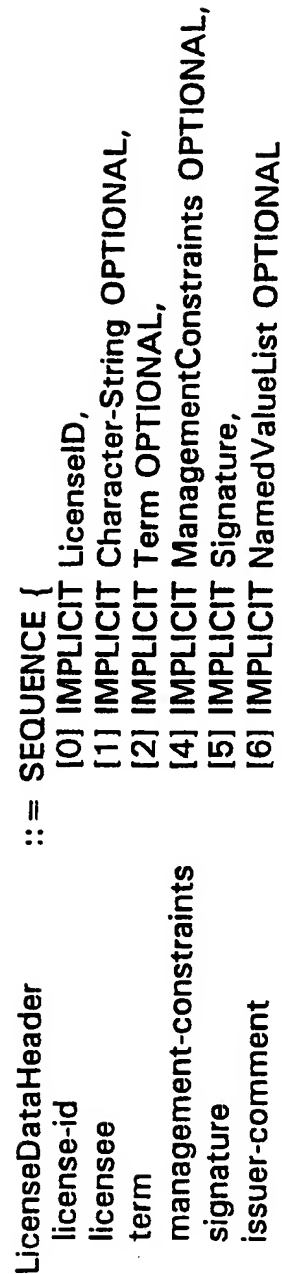 LicenseDataHeader ::= SEQUENCE {
license-id [0] IMPLICIT LicenseID,
licensee [1] IMPLICIT Character-String OPTIONAL,
term [2] IMPLICIT Term OPTIONAL,
management-constraints [4] IMPLICIT ManagementConstraints OPTIONAL,
signature [5] IMPLICIT Signature,
issuer-comment [6] IMPLICIT NamedValueList OPTIONAL